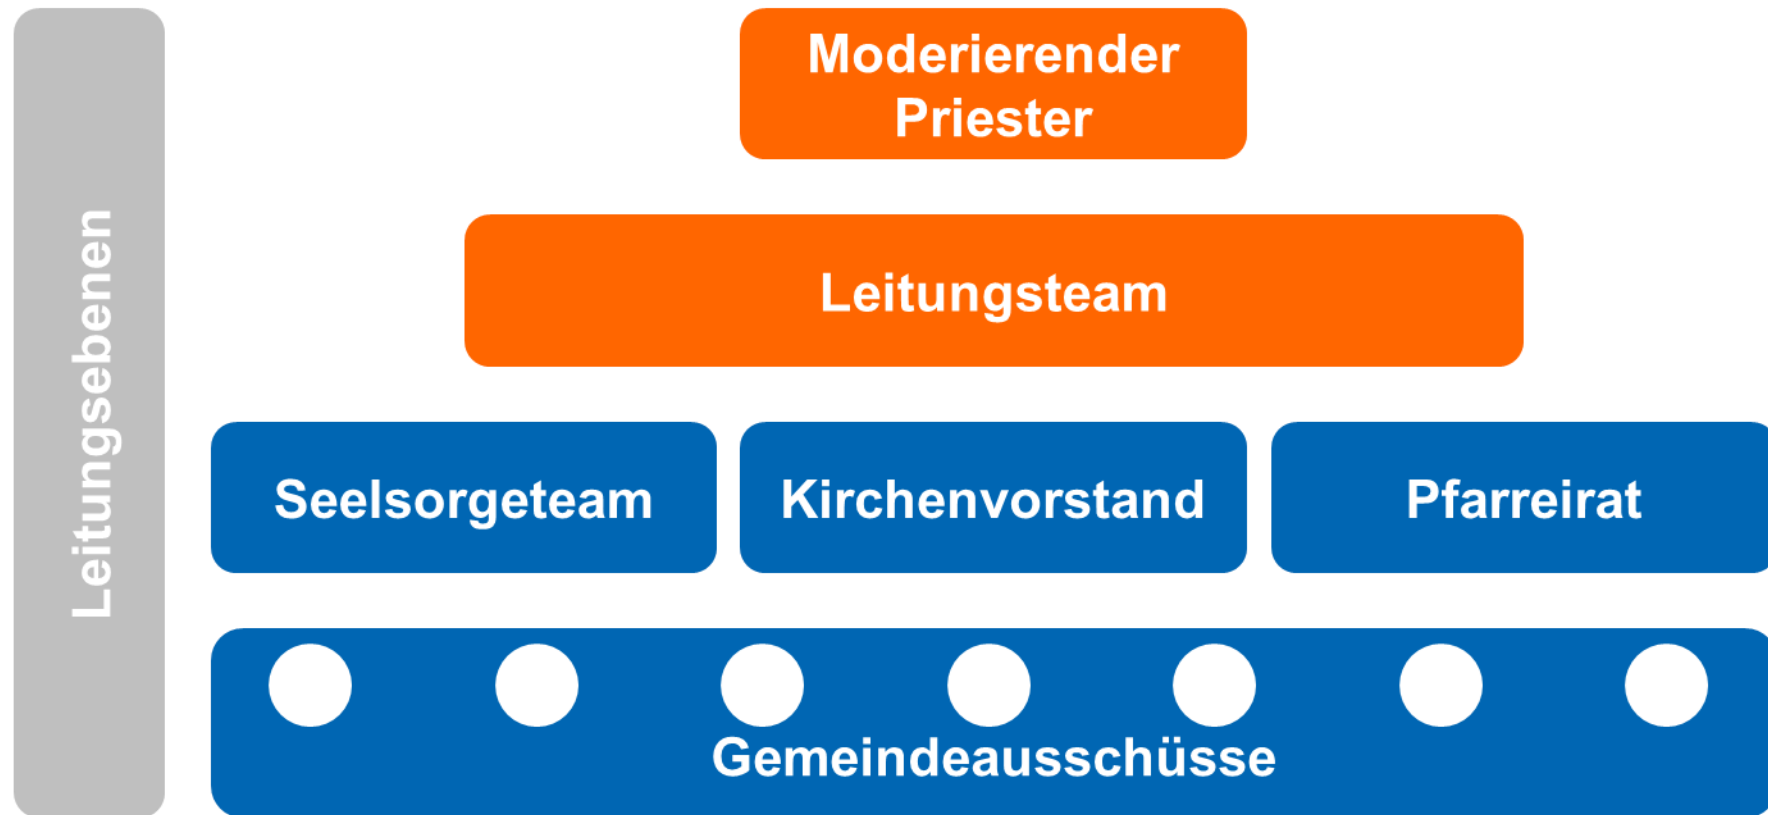 Leitungsebenen
Moderierender
Priester
Leitungsteam
Seelsorgeteam
Kirchenvorstand
Pfarreirat
Gemeindeausschüsse